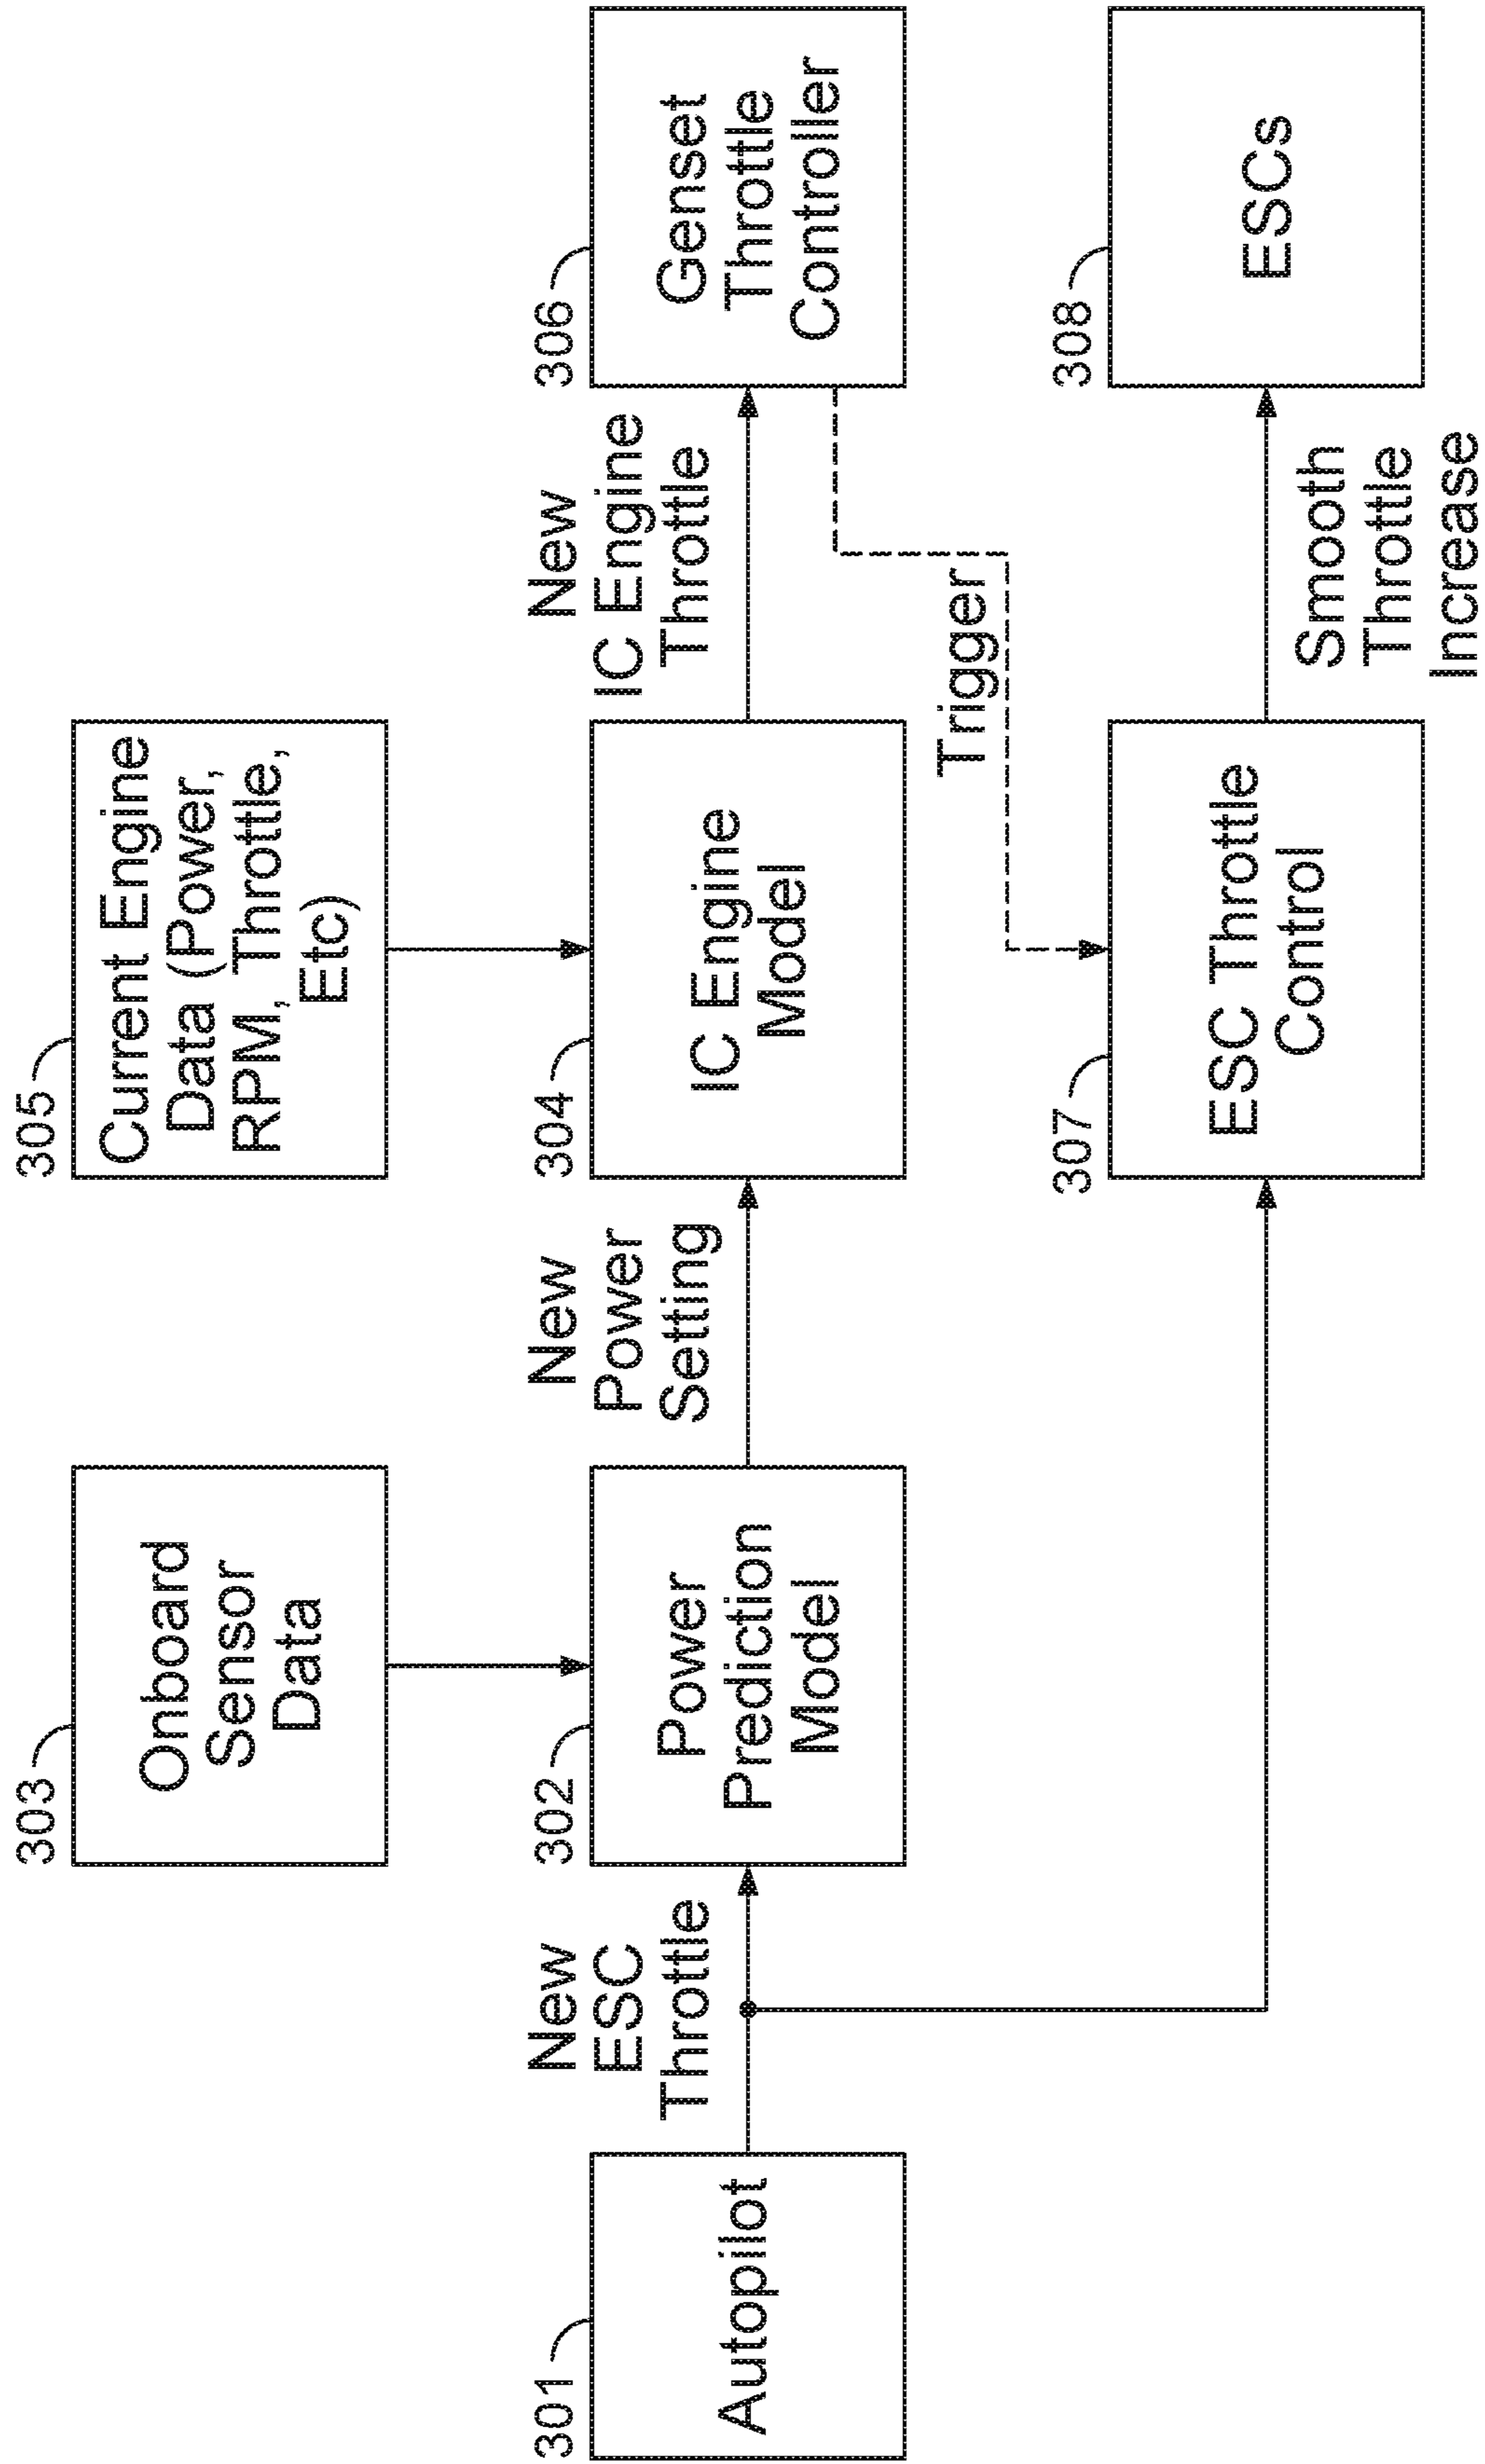 303
Onboard
Sensor
Data
305
Current Engine
Data (Power,
RPM, Throttle,
Etc)
301
Autopilot
New
ESC
Throttle
302
Power
Prediction
Model
New
Power
Setting
304
IC Engine
Model
New
IC Engine
Throttle
306
Genset
Throttle
Controller
Trigger
307
ESC Throttle
Control
Smooth
Throttle
Increase
308
ESCs